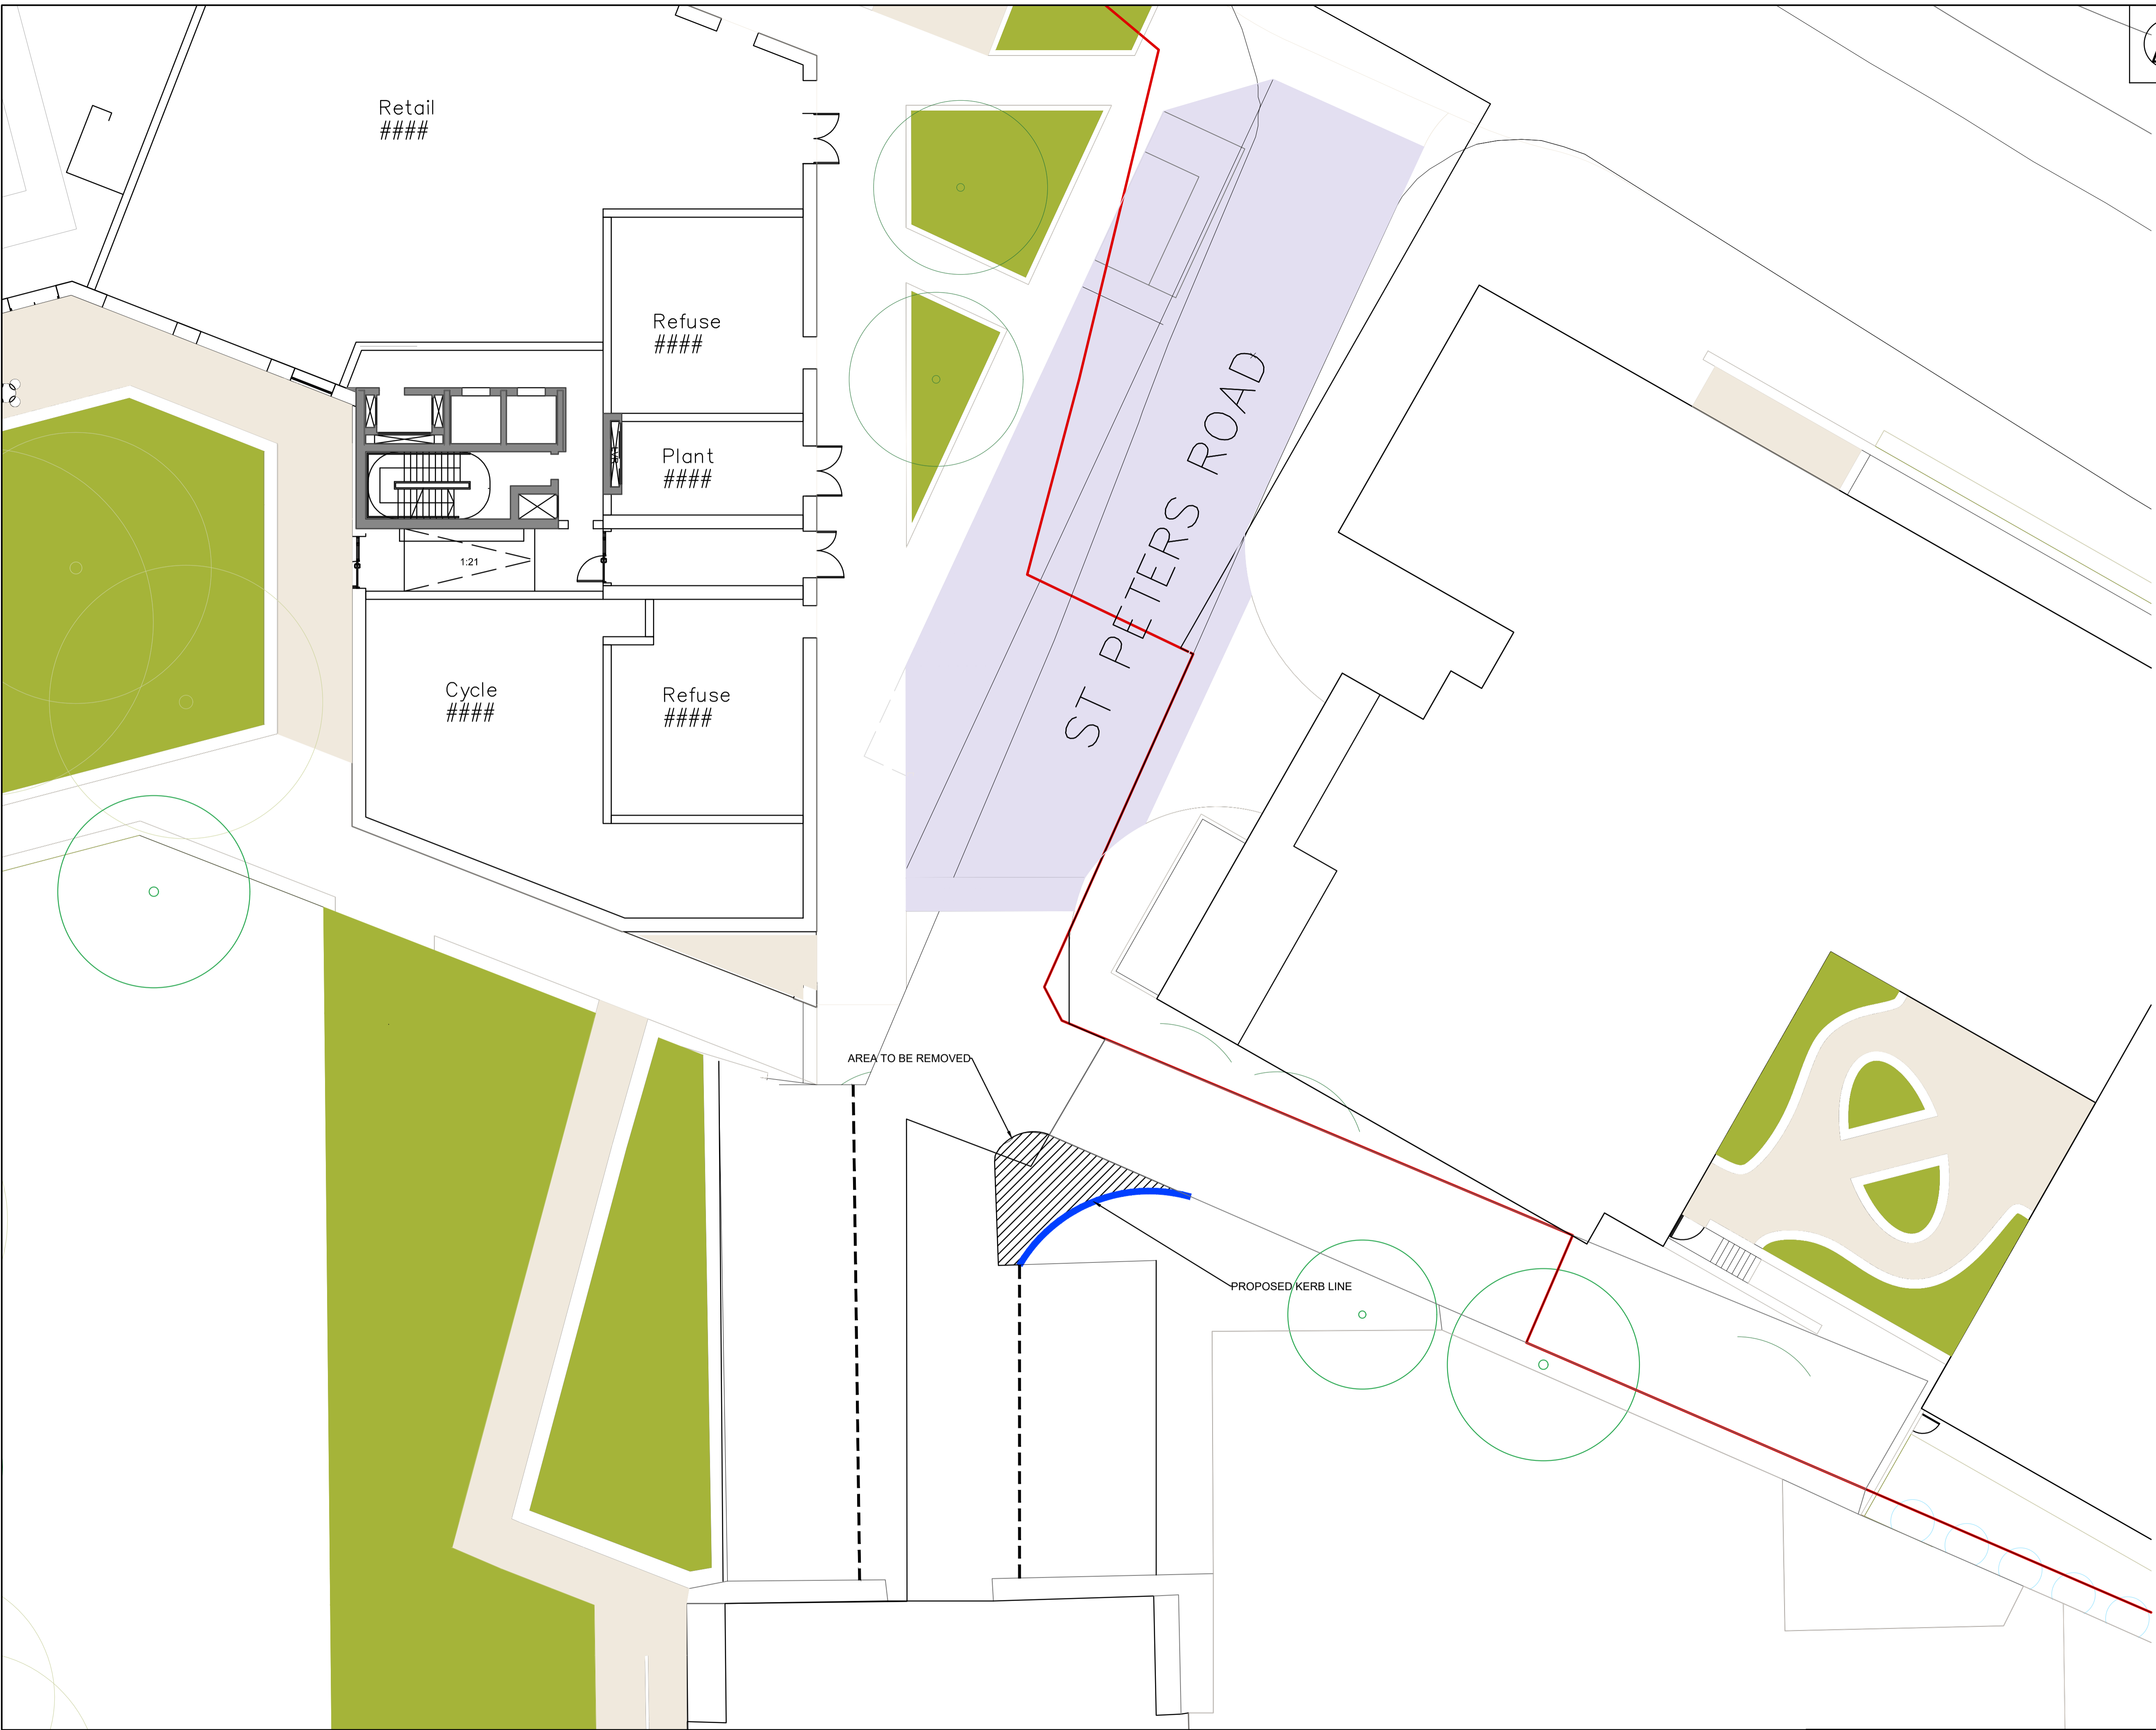 Retail
####
Refuse
####
Plant
####
1:21
Cycle
####
Refuse
####
ST PETERS ROAD
AREA TO BE REMOVED
PROPOSED KERB LINE